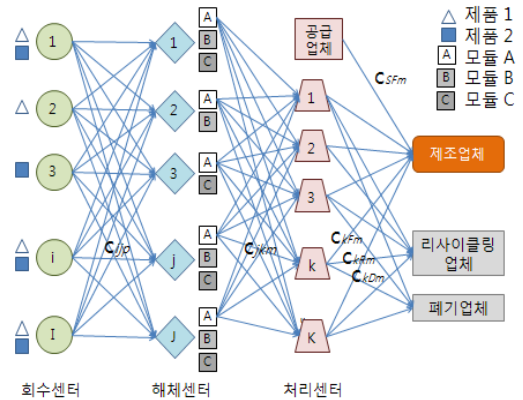 제품 1
제품 2
A 모듈 A
B 모듈 B
C 모듈 C
1
2
3
i
I
C_ijp
1
2
3
j
J
A
B
C
A
B
A
C
A
B
C
A
B
C
C_jkm
공급
업체
1
2
3
k
K
C_SFm
C_kFm
C_kRm
C_kDm
제조업체
리사이클링
업체
폐기업체
회수센터
해체센터
처리센터